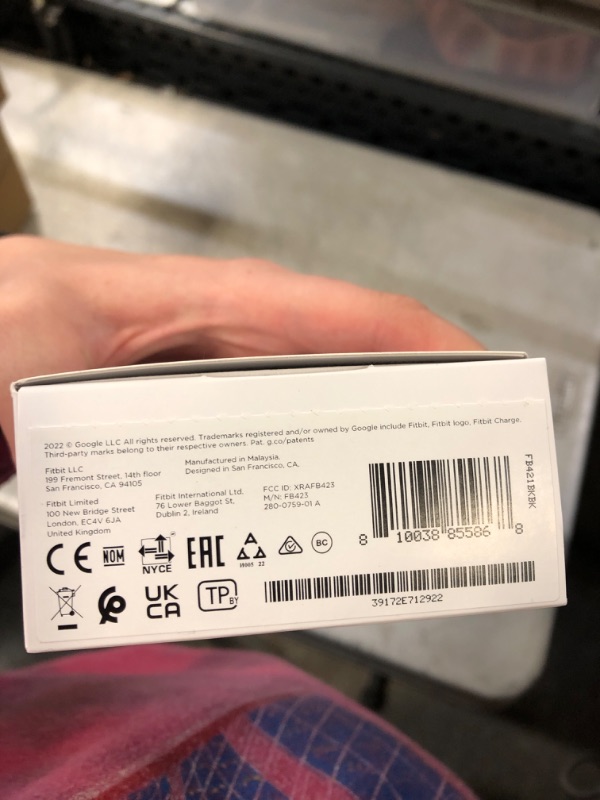 2022 © Google LLC All rights reserved. Trademarks registered and/or owned by Google include Fitbit, Fitbit logo, Fitbit Charge.
Third-party marks belong to their respective owners. Pat. g.co/patents
Fitbit LLC
199 Fremont Street, 14th floor
San Francisco, CA 94105
Manufactured in Malaysia.
Designed in San Francisco, CA.
Fitbit Limited
100 New Bridge Street
London, EC4V 6JA
United Kingdom
Fitbit International Ltd.
76 Lower Baggot St,
Dublin 2, Ireland
FCC ID: XRAFB423
M/N: FB423
280-0759-01 A
FB421BKBK
8 10038 85586 8
CE NOM NYCE EAC BC
UK
CA
TP BY
39172E712922